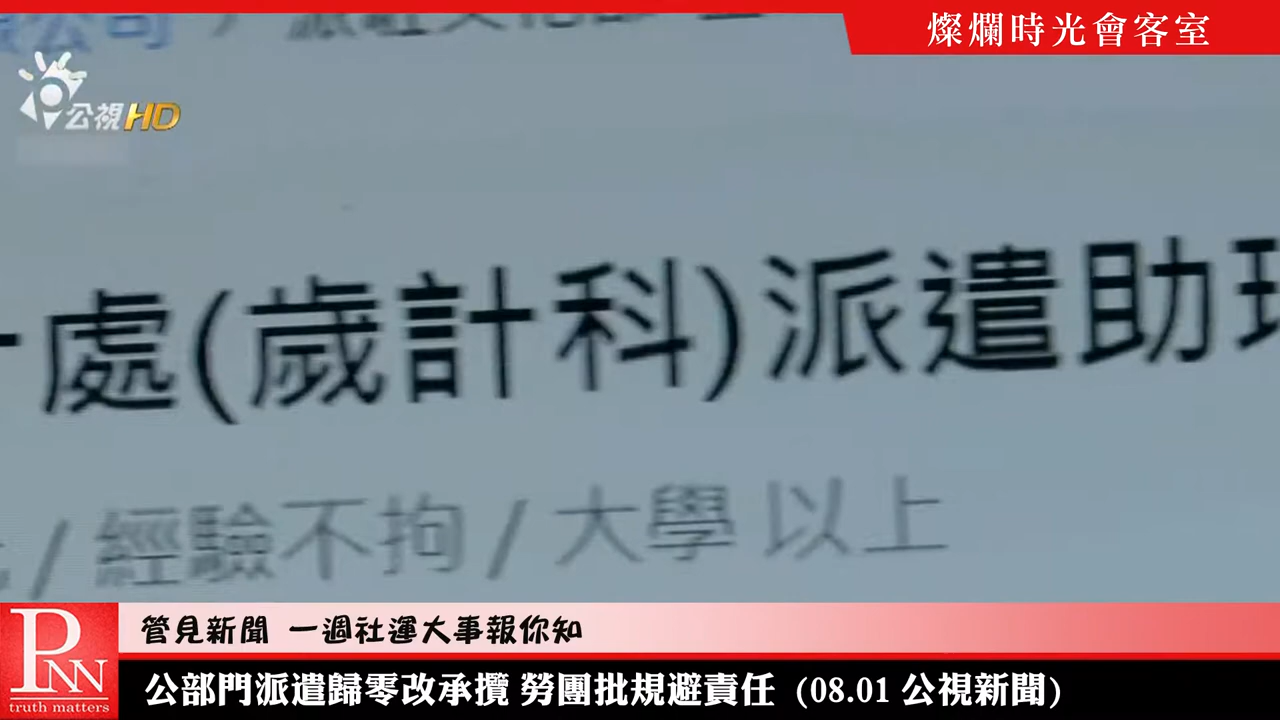 燦爛時光會客室
公司
公視HD
處(歲計科)派遣助
/ 經驗不拘 / 大學 以上
管見新聞 一週社運大事報你知
PNN
truth matters
公部門派遣歸零改承攬 勞團批規避責任 (08.01 公視新聞)